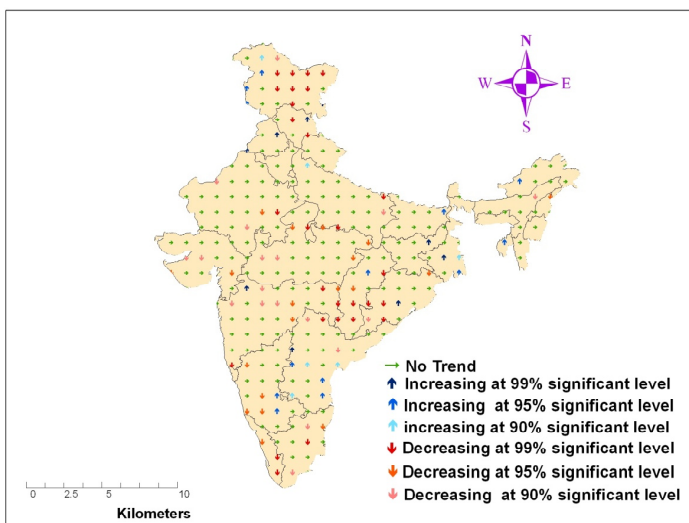 N
W E
S
No Trend
Increasing at 99% significant level
Increasing at 95% significant level
increasing at 90% significant level
Decreasing at 99% significant level
Decreasing at 95% significant level
Decreasing at 90% significant level
0 2.5 5 10
Kilometers